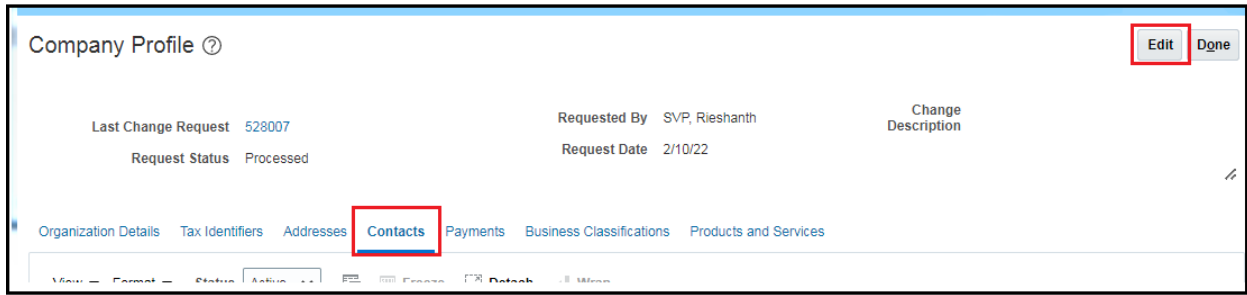 Company Profile ?
Edit Done
Last Change Request 528007
Requested By SVP, Rieshanth
Change Description
Request Status Processed
Request Date 2/10/22
Organization Details Tax Identifiers Addresses Contacts Payments Business Classifications Products and Services
View Format Status Active Freeze Detach Wrap